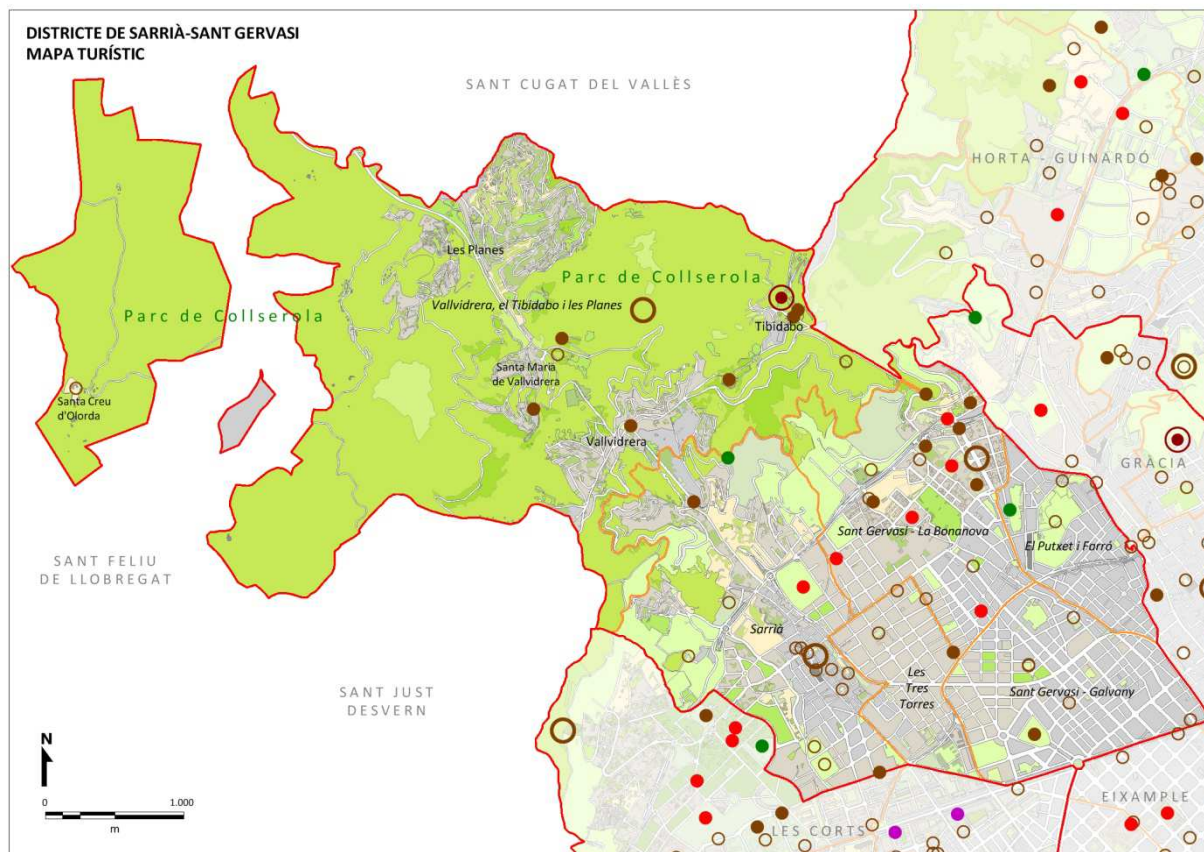 DISTRICTE DE SARRIÀ-SANT GERVASI
MAPA TURÍSTIC
SANT CUGAT DEL VALLÈS
HORTA - GUINARDÓ
Les Planes
Parc de Collserola
Vallvidrera, el Tibidabo i les Planes
Parc de Collserola
Tibidabo
Santa Maria
de Vallvidrera
Santa Creu
d'Olorda
Vallvidrera
GRÀCIA
Sant Gervasi - La Bonanova
El Putxet i Farró
SANT FELIU
DE LLOBREGAT
Sarrià
Les
Tres
Torres
Sant Gervasi - Galvany
SANT JUST
DESVERN
N
0 1.000
m
EIXAMPLE
LES CORTS